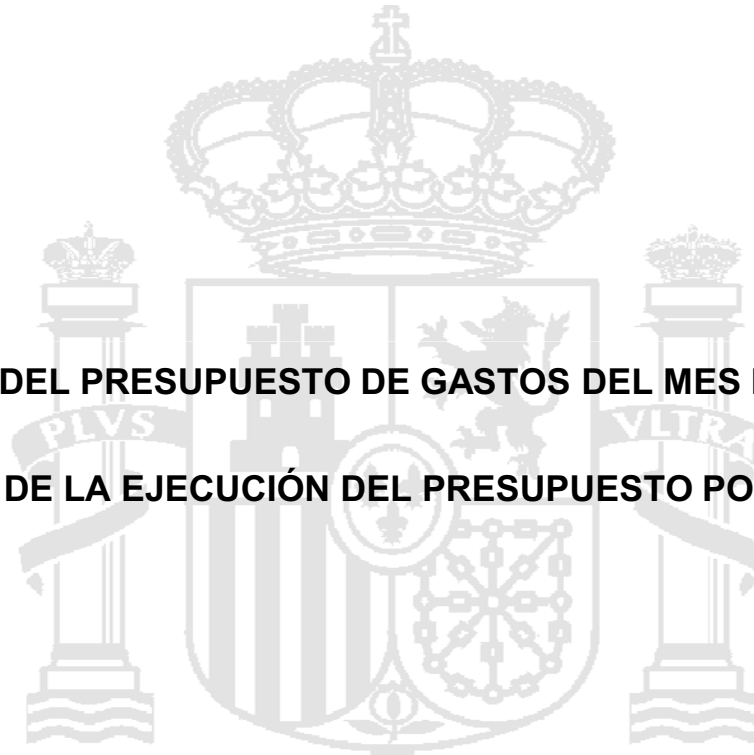 DEL PRESUPUESTO DE GASTOS DEL MES
PLVS VLTRA
DE LA EJECUCIÓN DEL PRESUPUESTO PO